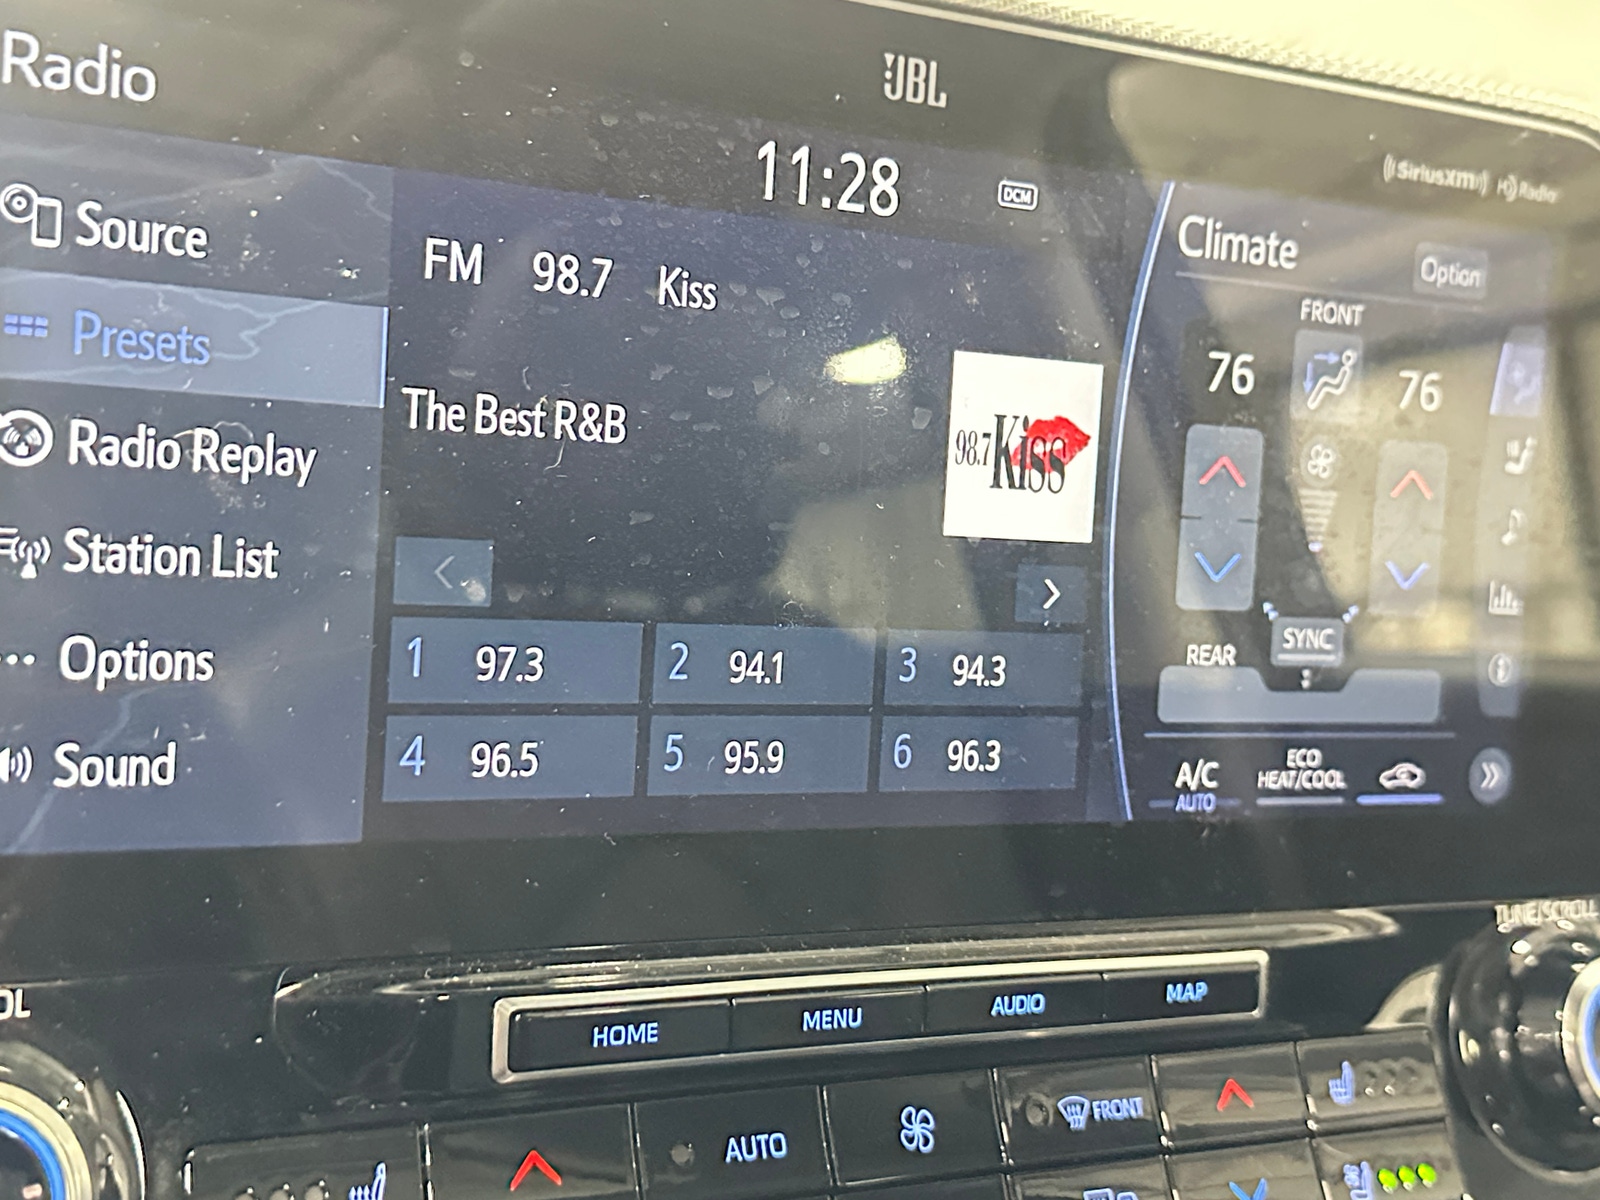 Radio
JBL
11:28
DCM
((SiriusXM))
HD Radio
Source
Presets
Radio Replay
Station List
Options
Sound
FM 98.7 Kiss
The Best R&B
98.7 Kiss
1 97.3
2 94.1
3 94.3
4 96.5
5 95.9
6 96.3
Climate
Option
FRONT
76
76
SYNC
REAR
A/C
AUTO
ECO
HEAT/COOL
TUNE/SCROLL
OL
HOME
MENU
AUDIO
MAP
AUTO
FRONT